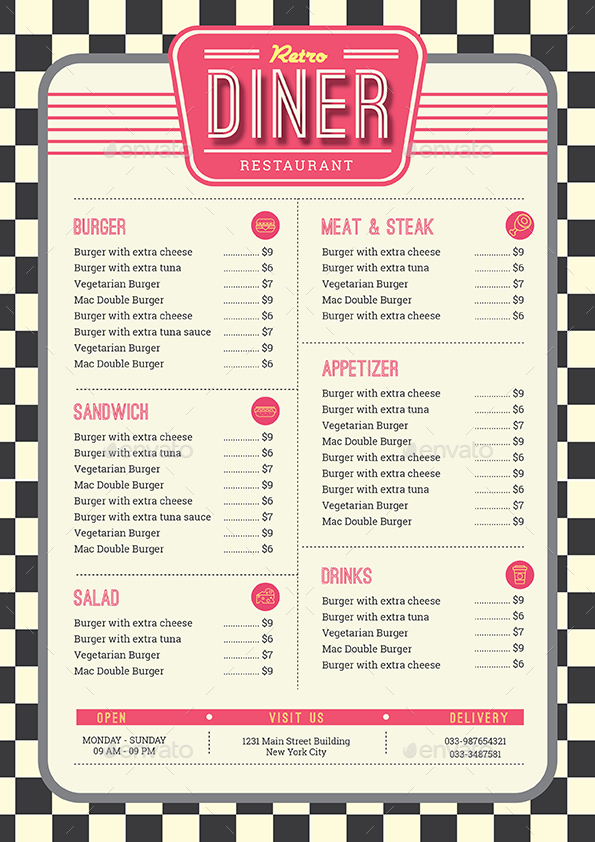 Retro
DINER
RESTAURANT
BURGER
Burger with extra cheese ............. $9
Burger with extra tuna ............. $6
Vegetarian Burger ............. $7
Mac Double Burger ............. $9
Burger with extra cheese ............. $6
Burger with extra tuna sauce ............. $7
Vegetarian Burger ............. $9
Mac Double Burger ............. $6
SANDWICH
Burger with extra cheese ............. $9
Burger with extra tuna ............. $6
Vegetarian Burger ............. $7
Mac Double Burger ............. $9
Burger with extra cheese ............. $6
Burger with extra tuna sauce ............. $7
Vegetarian Burger ............. $9
Mac Double Burger ............. $6
SALAD
Burger with extra cheese ............. $9
Burger with extra tuna ............. $6
Vegetarian Burger ............. $7
Mac Double Burger ............. $9
MEAT & STEAK
Burger with extra cheese ............. $9
Burger with extra tuna ............. $6
Vegetarian Burger ............. $7
Mac Double Burger ............. $9
Burger with extra cheese ............. $6
APPETIZER
Burger with extra cheese ............. $9
Burger with extra tuna ............. $6
Vegetarian Burger ............. $7
Mac Double Burger ............. $9
Burger with extra cheese ............. $6
Burger with extra cheese ............. $9
Burger with extra tuna ............. $6
Vegetarian Burger ............. $7
Mac Double Burger ............. $9
DRINKS
Burger with extra cheese ............. $9
Burger with extra tuna ............. $6
Vegetarian Burger ............. $7
Mac Double Burger ............. $9
Burger with extra cheese ............. $6
OPEN
MONDAY - SUNDAY
09 AM - 09 PM
VISIT US
1231 Main Street Building
New York City
DELIVERY
033-987654321
033-3487581
envato
envato
envato
envato
envato
envato